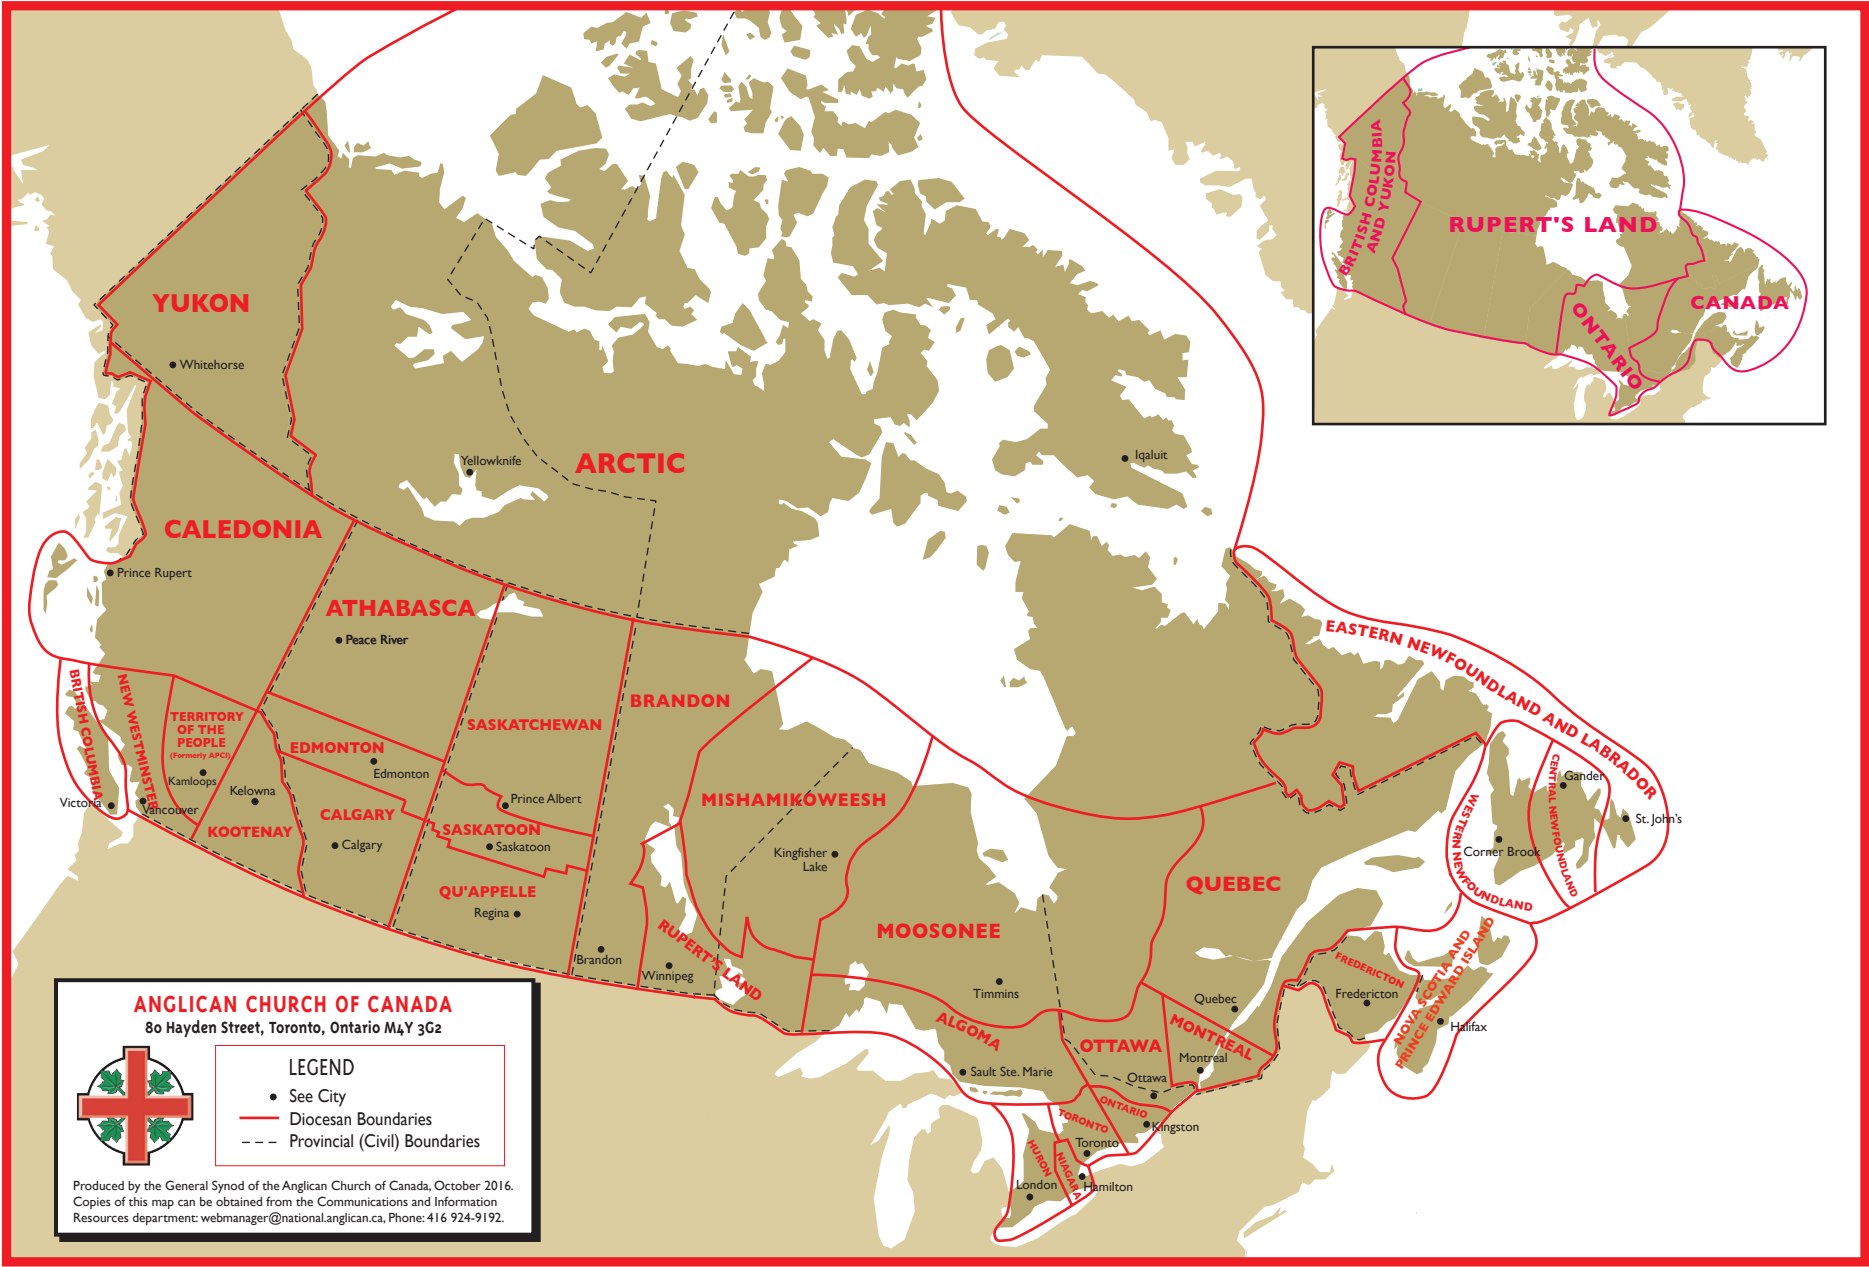 YUKON
Whitehorse
Yellowknife
ARCTIC
Iqaluit
CALEDONIA
Prince Rupert
ATHABASCA
Peace River
BRITISH COLUMBIA
NEW WESTMINSTER
TERRITORY
OF THE
PEOPLE
(Formerly APCI)
Kamloops
Victoria
Vancouver
Kelowna
KOOTENAY
EDMONTON
Edmonton
CALGARY
Calgary
SASKATCHEWAN
Prince Albert
SASKATOON
Saskatoon
QU'APPELLE
Regina
BRANDON
Brandon
RUPERT'S LAND
Winnipeg
MISHAMIKOWEESH
Kingfisher
Lake
MOOSONEE
Timmins
ALGOMA
Sault Ste. Marie
OTTAWA
Ottawa
MONTREAL
Montreal
QUEBEC
Quebec
ONTARIO
Kingston
TORONTO
Toronto
HURON
London
NIAGARA
Hamilton
FREDERICTON
Fredericton
NOVA SCOTIA AND
PRINCE EDWARD ISLAND
Halifax
EASTERN NEWFOUNDLAND AND LABRADOR
St. John's
CENTRAL NEWFOUNDLAND
Gander
WESTERN NEWFOUNDLAND
Corner Brook
BRITISH COLUMBIA
AND YUKON
RUPERT'S LAND
ONTARIO
CANADA
ANGLICAN CHURCH OF CANADA
80 Hayden Street, Toronto, Ontario M4Y 3G2
LEGEND
See City
Diocesan Boundaries
Provincial (Civil) Boundaries
Produced by the General Synod of the Anglican Church of Canada, October 2016.
Copies of this map can be obtained from the Communications and Information
Resources department: webmanager@national.anglican.ca, Phone: 416 924-9192.